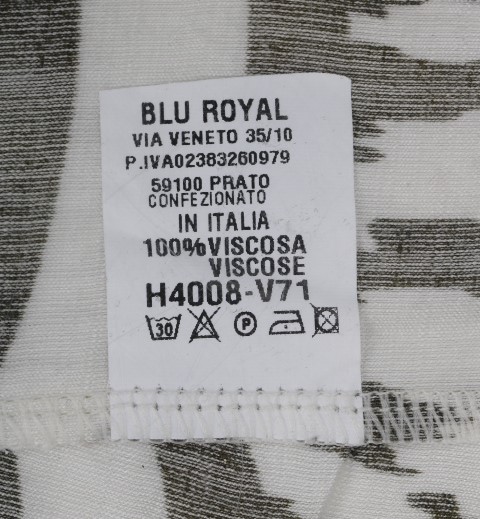 BLU ROYAL
VIA VENETO 35/10
P.IVA02383260979
59100 PRATO
CONFEZIONATO
IN ITALIA
100%VISCOSA
VISCOSE
H4008-V71
30 P